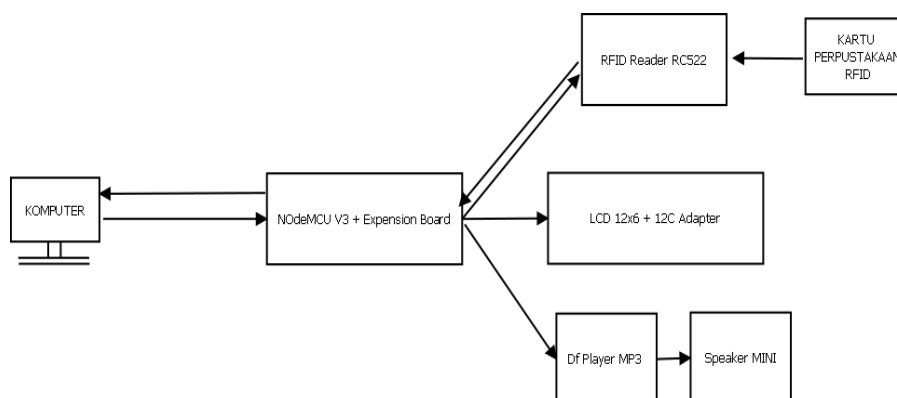 KARTU
PERPUSTAKAAN
RFID
RFID Reader RC522
KOMPUTER
NOdeMCU V3 + Expension Board
LCD 12x6 + 12C Adapter
Df Player MP3
Speaker MINI